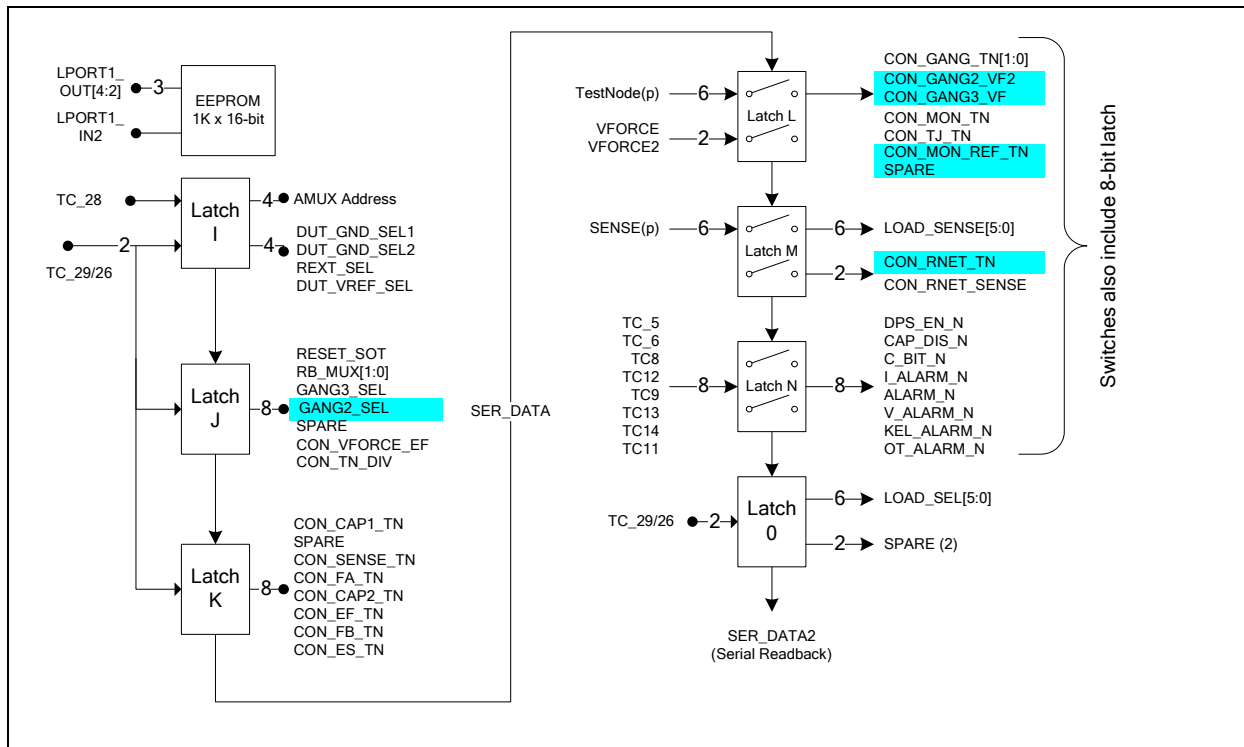 LPORT1_
OUT[4:2]
3
EEPROM
1K x 16-bit
LPORT1_
IN2
TC_28
2
TC_29/26
Latch
I
4
AMUX Address
4
DUT_GND_SEL1
DUT_GND_SEL2
REXT_SEL
DUT_VREF_SEL
Latch
J
8
RESET_SOT
RB_MUX[1:0]
GANG3_SEL
GANG2_SEL
SPARE
CON_VFORCE_EF
CON_TN_DIV
Latch
K
8
CON_CAP1_TN
SPARE
CON_SENSE_TN
CON_FA_TN
CON_CAP2_TN
CON_EF_TN
CON_FB_TN
CON_ES_TN
SER_DATA
TestNode(p)
6
VFORCE
VFORCE2
2
Latch L
CON_GANG_TN[1:0]
CON_GANG2_VF2
CON_GANG3_VF
CON_MON_TN
CON_TJ_TN
CON_MON_REF_TN
SPARE
SENSE(p)
6
Latch M
6
LOAD_SENSE[5:0]
2
CON_RNET_TN
CON_RNET_SENSE
TC_5
TC_6
TC8
TC12
TC9
TC13
TC14
TC11
8
Latch N
8
DPS_EN_N
CAP_DIS_N
C_BIT_N
I_ALARM_N
ALARM_N
V_ALARM_N
KEL_ALARM_N
OT_ALARM_N
TC_29/26
2
Latch
0
6
LOAD_SEL[5:0]
2
SPARE (2)
SER_DATA2
(Serial Readback)
Switches also include 8-bit latch